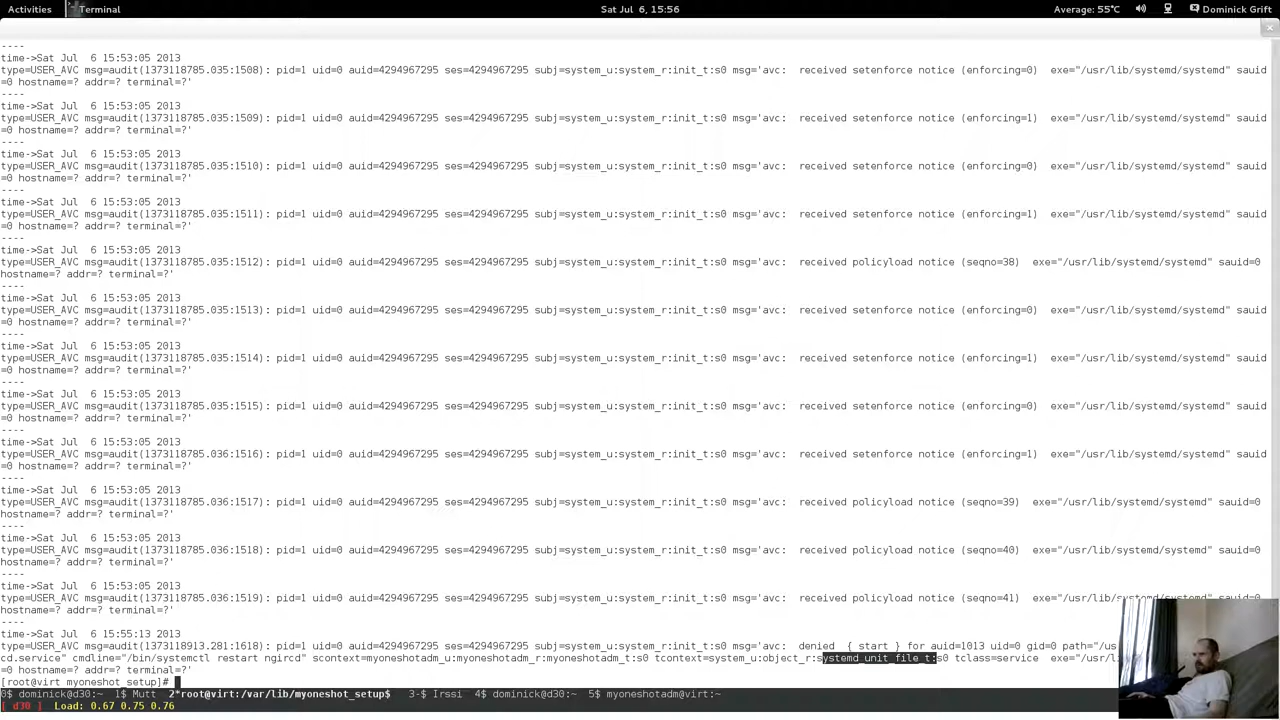 Activities Terminal Sat Jul 6, 15:56 Average: 55°C Dominick Grift
----
time->Sat Jul  6 15:53:05 2013
type=USER_AVC msg=audit(1373118785.035:1508): pid=1 uid=0 auid=4294967295 ses=4294967295 subj=system_u:system_r:init_t:s0 msg='avc:  received setenforce notice (enforcing=0)  exe="/usr/lib/systemd/systemd" sauid
=0 hostname=? addr=? terminal=?'
----
time->Sat Jul  6 15:53:05 2013
type=USER_AVC msg=audit(1373118785.035:1509): pid=1 uid=0 auid=4294967295 ses=4294967295 subj=system_u:system_r:init_t:s0 msg='avc:  received setenforce notice (enforcing=1)  exe="/usr/lib/systemd/systemd" sauid
=0 hostname=? addr=? terminal=?'
----
time->Sat Jul  6 15:53:05 2013
type=USER_AVC msg=audit(1373118785.035:1510): pid=1 uid=0 auid=4294967295 ses=4294967295 subj=system_u:system_r:init_t:s0 msg='avc:  received setenforce notice (enforcing=0)  exe="/usr/lib/systemd/systemd" sauid
=0 hostname=? addr=? terminal=?'
----
time->Sat Jul  6 15:53:05 2013
type=USER_AVC msg=audit(1373118785.035:1511): pid=1 uid=0 auid=4294967295 ses=4294967295 subj=system_u:system_r:init_t:s0 msg='avc:  received setenforce notice (enforcing=1)  exe="/usr/lib/systemd/systemd" sauid
=0 hostname=? addr=? terminal=?'
----
time->Sat Jul  6 15:53:05 2013
type=USER_AVC msg=audit(1373118785.035:1512): pid=1 uid=0 auid=4294967295 ses=4294967295 subj=system_u:system_r:init_t:s0 msg='avc:  received policyload notice (seqno=38)  exe="/usr/lib/systemd/systemd" sauid=0
hostname=? addr=? terminal=?'
----
time->Sat Jul  6 15:53:05 2013
type=USER_AVC msg=audit(1373118785.035:1513): pid=1 uid=0 auid=4294967295 ses=4294967295 subj=system_u:system_r:init_t:s0 msg='avc:  received setenforce notice (enforcing=0)  exe="/usr/lib/systemd/systemd" sauid
=0 hostname=? addr=? terminal=?'
----
time->Sat Jul  6 15:53:05 2013
type=USER_AVC msg=audit(1373118785.035:1514): pid=1 uid=0 auid=4294967295 ses=4294967295 subj=system_u:system_r:init_t:s0 msg='avc:  received setenforce notice (enforcing=1)  exe="/usr/lib/systemd/systemd" sauid
=0 hostname=? addr=? terminal=?'
----
time->Sat Jul  6 15:53:05 2013
type=USER_AVC msg=audit(1373118785.035:1515): pid=1 uid=0 auid=4294967295 ses=4294967295 subj=system_u:system_r:init_t:s0 msg='avc:  received setenforce notice (enforcing=0)  exe="/usr/lib/systemd/systemd" sauid
=0 hostname=? addr=? terminal=?'
----
time->Sat Jul  6 15:53:05 2013
type=USER_AVC msg=audit(1373118785.035:1516): pid=1 uid=0 auid=4294967295 ses=4294967295 subj=system_u:system_r:init_t:s0 msg='avc:  received setenforce notice (enforcing=1)  exe="/usr/lib/systemd/systemd" sauid
=0 hostname=? addr=? terminal=?'
----
time->Sat Jul  6 15:53:05 2013
type=USER_AVC msg=audit(1373118785.036:1517): pid=1 uid=0 auid=4294967295 ses=4294967295 subj=system_u:system_r:init_t:s0 msg='avc:  received policyload notice (seqno=39)  exe="/usr/lib/systemd/systemd" sauid=0
hostname=? addr=? terminal=?'
----
time->Sat Jul  6 15:53:05 2013
type=USER_AVC msg=audit(1373118785.036:1518): pid=1 uid=0 auid=4294967295 ses=4294967295 subj=system_u:system_r:init_t:s0 msg='avc:  received policyload notice (seqno=40)  exe="/usr/lib/systemd/systemd" sauid=0
hostname=? addr=? terminal=?'
----
time->Sat Jul  6 15:53:05 2013
type=USER_AVC msg=audit(1373118785.036:1519): pid=1 uid=0 auid=4294967295 ses=4294967295 subj=system_u:system_r:init_t:s0 msg='avc:  received policyload notice (seqno=41)  exe="/usr/lib/systemd/systemd" sauid=0
hostname=? addr=? terminal=?'
----
time->Sat Jul  6 15:55:13 2013
type=USER_AVC msg=audit(1373118913.281:1618): pid=1 uid=0 auid=4294967295 ses=4294967295 subj=system_u:system_r:init_t:s0 msg='avc:  denied  { start } for auid=1013 uid=0 gid=0 path="/us
cd.service" cmdline="/bin/systemctl restart ngircd" scontext=myoneshotadm_u:myoneshotadm_r:myoneshotadm_t:s0 tcontext=system_u:object_r:systemd_unit_file_t:s0 tclass=service  exe="/usr/li
=0 hostname=? addr=? terminal=?'
[root@virt myoneshot_setup]#
0$ dominick@d30:~  1$ Mutt  2*root@virt:/var/lib/myoneshot_setup$  3-$ Irssi  4$ dominick@d30:~  5$ myoneshotadm@virt:~
[ d30 ] Load: 0.67 0.75 0.76